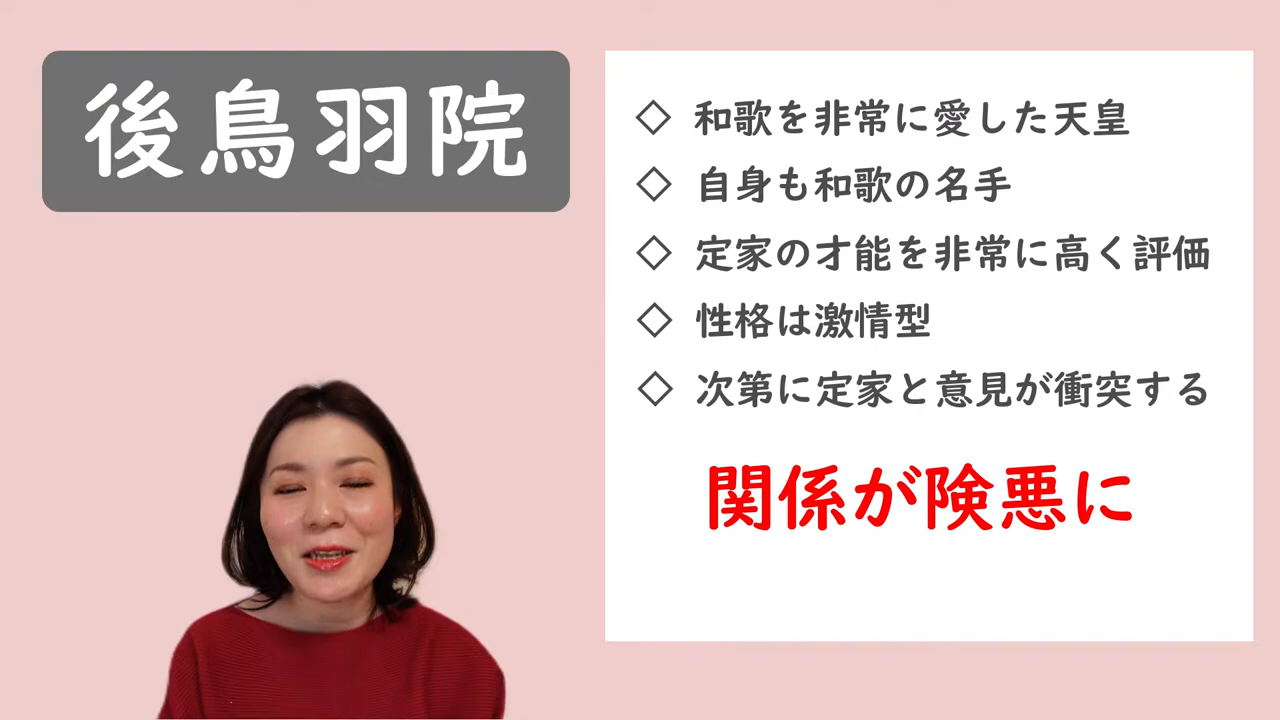 後鳥羽院
◇ 和歌を非常に愛した天皇
◇ 自身も和歌の名手
◇ 定家の才能を非常に高く評価
◇ 性格は激情型
◇ 次第に定家と意見が衝突する
関係が険悪に